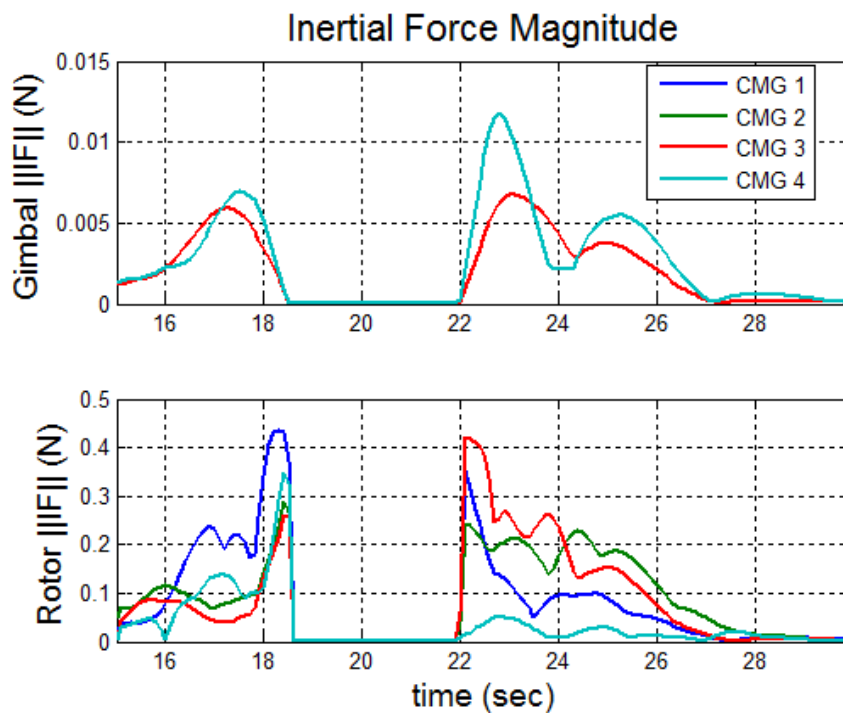 Inertial Force Magnitude
Gimbal ||IF|| (N)
0.015
0.01
0.005
0
16 18 20 22 24 26 28
CMG 1
CMG 2
CMG 3
CMG 4
Rotor ||IF|| (N)
0.5
0.4
0.3
0.2
0.1
0
16 18 20 22 24 26 28
time (sec)